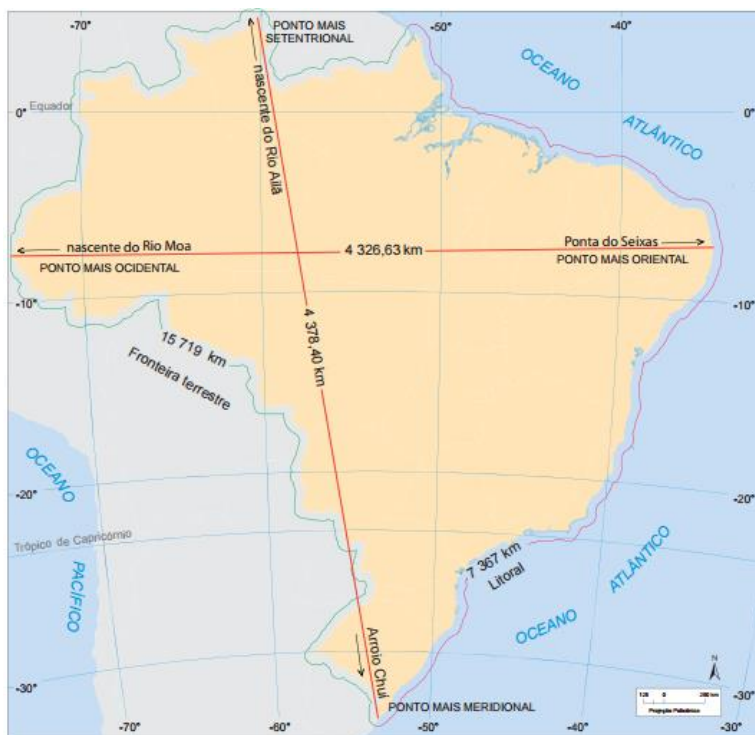 -70°
-50°
-40°
PONTO MAIS
SETENTRIONAL
OCEANO
ATLÂNTICO
nascente do Rio Ailã
Equador
0°
0°
nascente do Rio Moa
PONTO MAIS OCIDENTAL
4 326,63 km
Ponta do Seixas
PONTO MAIS ORIENTAL
-10°
-10°
4 378,40 km
15 719 km
Fronteira terrestre
OCEANO
PACÍFICO
-20°
-20°
Trópico de Capricórnio
7 367 km
Litoral
OCEANO
ATLÂNTICO
Arroio Chuí
-30°
-30°
PONTO MAIS MERIDIONAL
N
0
Projeção Policônica
-70°
-60°
-50°
-40°
-30°